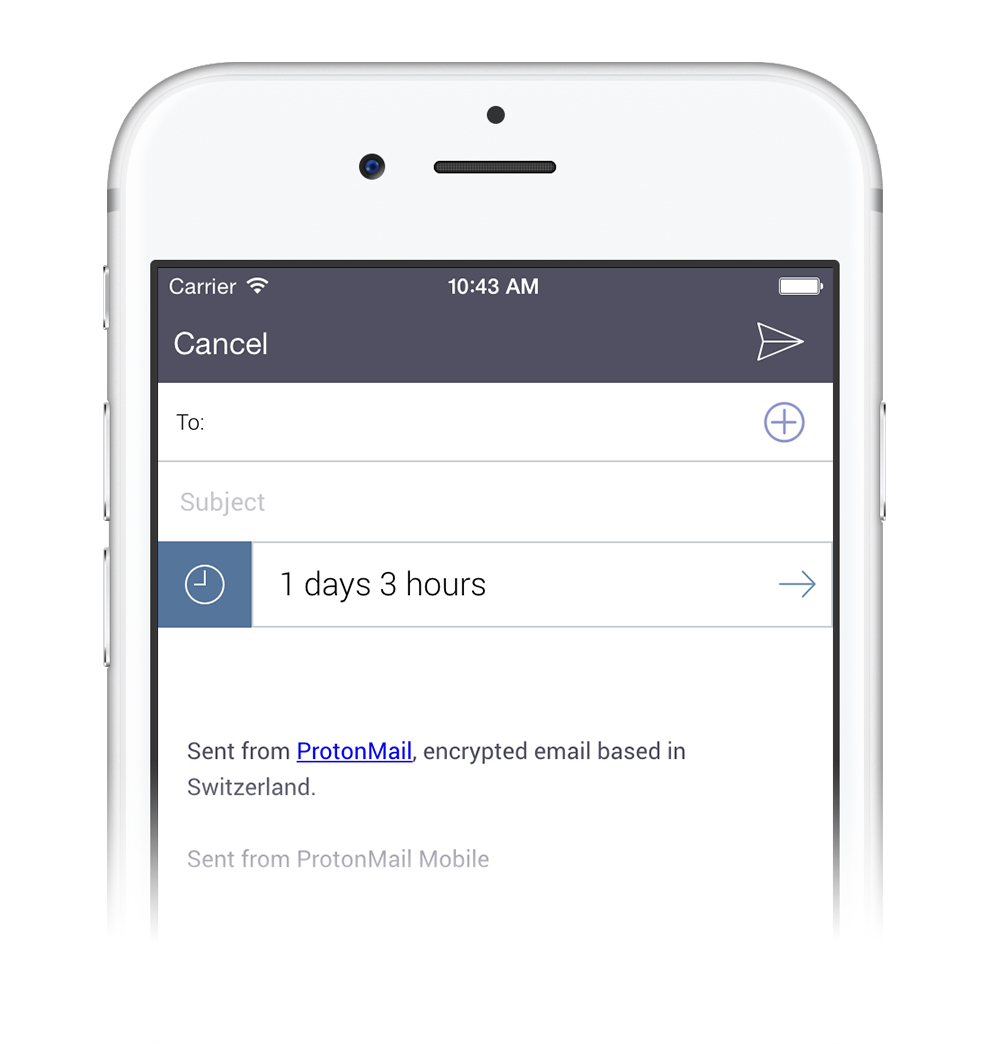 Carrier 10:43 AM
Cancel
To:
Subject
1 days 3 hours
Sent from ProtonMail, encrypted email based in
Switzerland.
Sent from ProtonMail Mobile